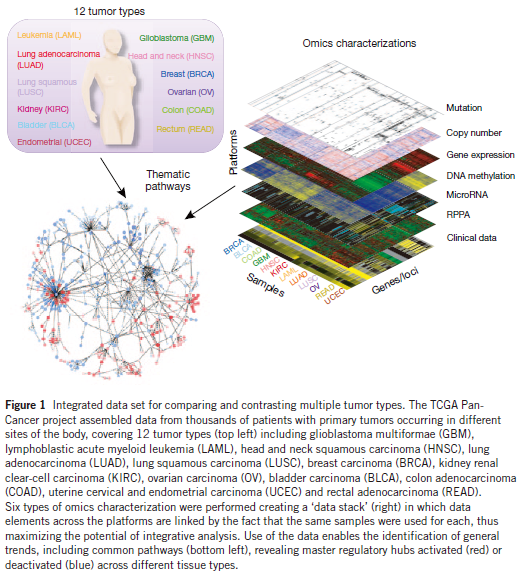 12 tumor types
Leukemia (LAML)
Lung adenocarcinoma
(LUAD)
Lung squamous
(LUSC)
Kidney (KIRC)
Bladder (BLCA)
Endometrial (UCEC)
Glioblastoma (GBM)
Head and neck (HNSC)
Breast (BRCA)
Ovarian (OV)
Colon (COAD)
Rectum (READ)
Thematic
pathways
Omics characterizations
Platforms
Mutation
Copy number
Gene expression
DNA methylation
MicroRNA
RPPA
Clinical data
BRCA
BLCA
COAD
GBM
HNSC
KIRC
LAML
LUAD
LUSC
OV
READ
UCEC
Samples
Genes/loci
Figure 1 Integrated data set for comparing and contrasting multiple tumor types. The TCGA Pan-
Cancer project assembled data from thousands of patients with primary tumors occurring in different
sites of the body, covering 12 tumor types (top left) including glioblastoma multiformae (GBM),
lymphoblastic acute myeloid leukemia (LAML), head and neck squamous carcinoma (HNSC), lung
adenocarcinoma (LUAD), lung squamous carcinoma (LUSC), breast carcinoma (BRCA), kidney renal
clear-cell carcinoma (KIRC), ovarian carcinoma (OV), bladder carcinoma (BLCA), colon adenocarcinoma
(COAD), uterine cervical and endometrial carcinoma (UCEC) and rectal adenocarcinoma (READ).
Six types of omics characterization were performed creating a 'data stack' (right) in which data
elements across the platforms are linked by the fact that the same samples were used for each, thus
maximizing the potential of integrative analysis. Use of the data enables the identification of general
trends, including common pathways (bottom left), revealing master regulatory hubs activated (red) or
deactivated (blue) across different tissue types.